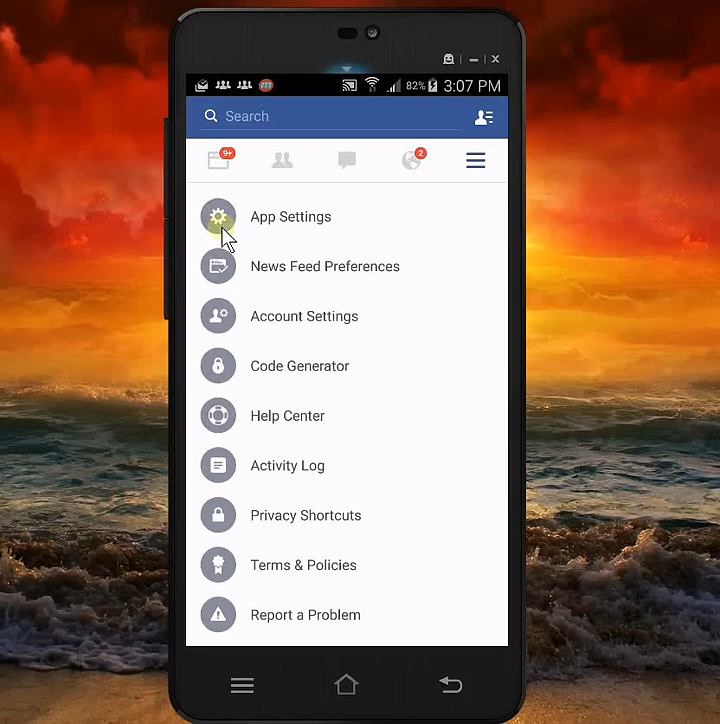 82% 3:07 PM
Search
9+ 2
App Settings
News Feed Preferences
Account Settings
Code Generator
Help Center
Activity Log
Privacy Shortcuts
Terms & Policies
Report a Problem